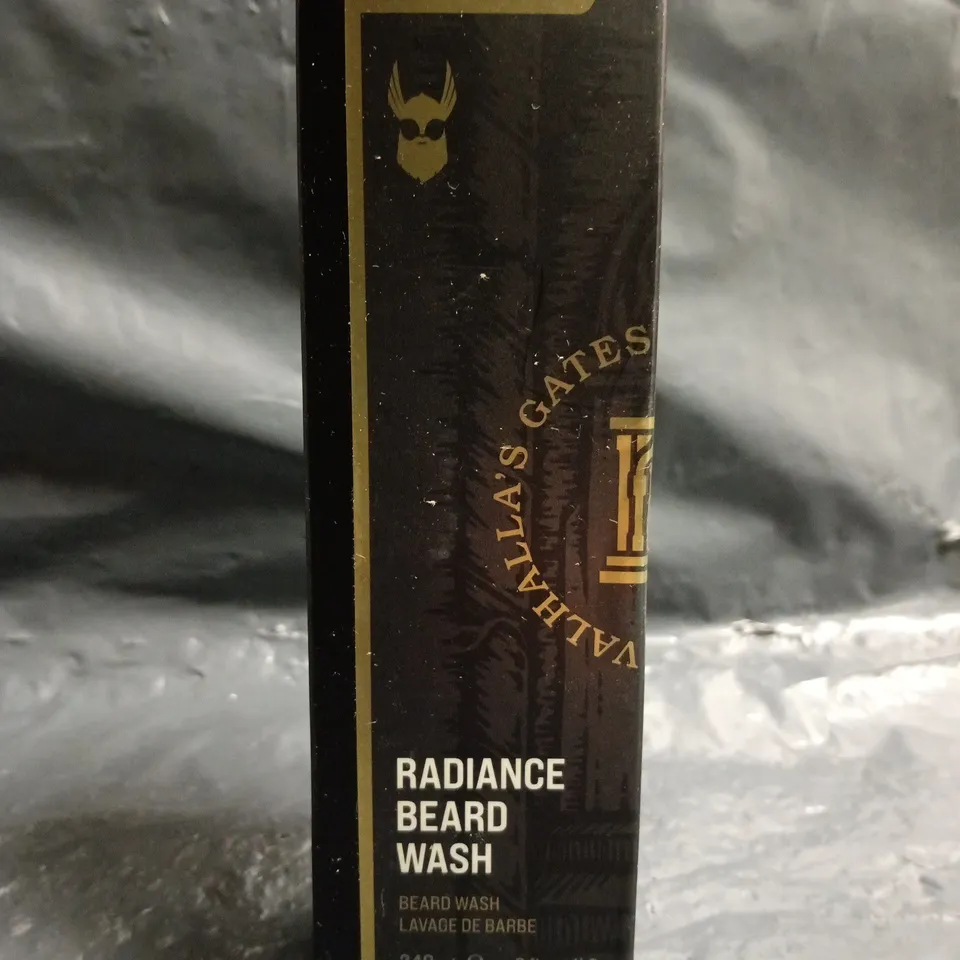 VALHALLA'S GATES
RADIANCE
BEARD
WASH
BEARD WASH
LAVAGE DE BARBE